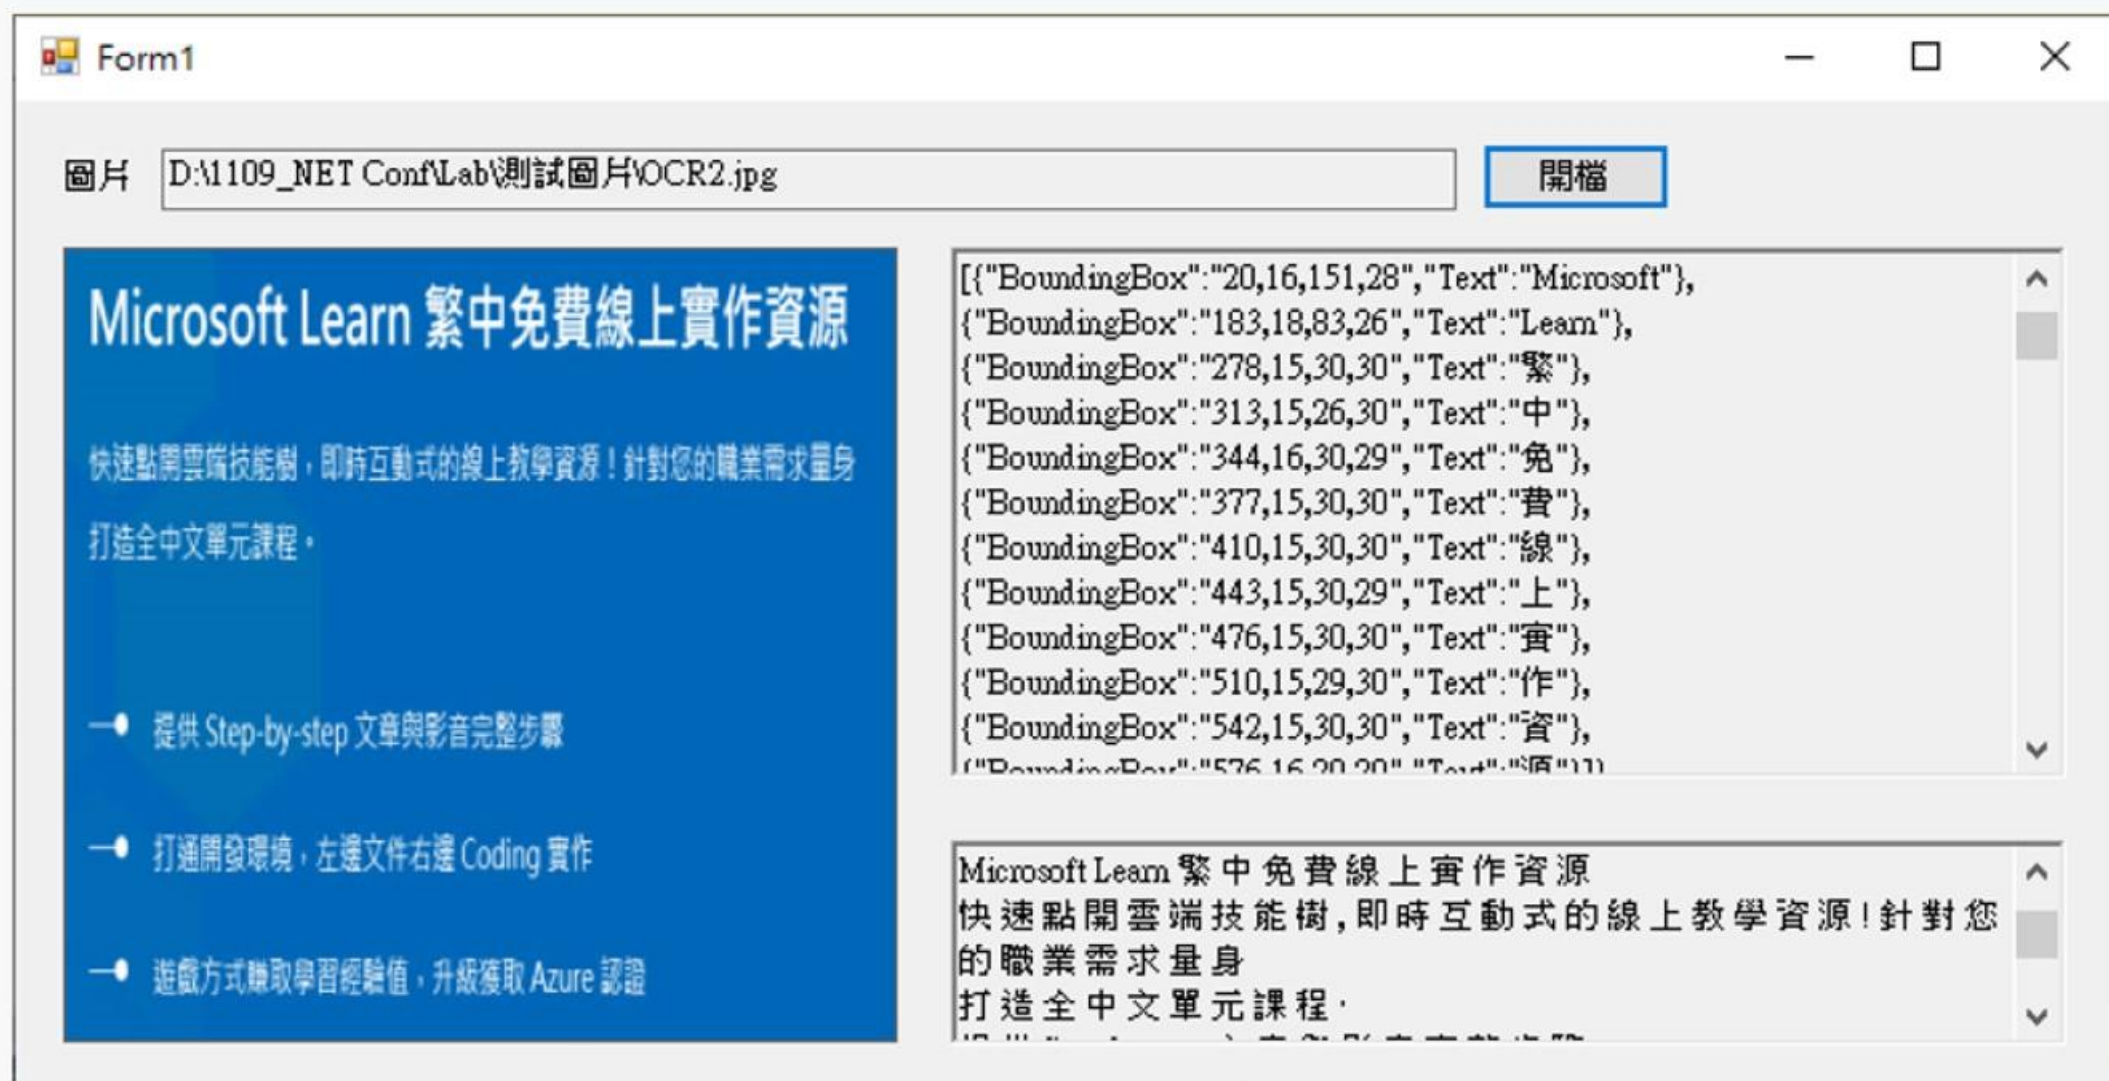 Form1
圖片 D:\1109_NET Conf\Lab\測試圖片\OCR2.jpg 開檔
Microsoft Learn 繁中免費線上實作資源
快速點開雲端技能樹，即時互動式的線上教學資源！針對您的職業需求量身
打造全中文單元課程。
提供 Step-by-step 文章與影音完整步驟
打通開發環境，左邊文件右邊 Coding 實作
遊戲方式賺取學習經驗值，升級獲取 Azure 認證
[{"BoundingBox":"20,16,151,28","Text":"Microsoft"},
{"BoundingBox":"183,18,83,26","Text":"Learn"},
{"BoundingBox":"278,15,30,30","Text":"繁"},
{"BoundingBox":"313,15,26,30","Text":"中"},
{"BoundingBox":"344,16,30,29","Text":"免"},
{"BoundingBox":"377,15,30,30","Text":"費"},
{"BoundingBox":"410,15,30,30","Text":"線"},
{"BoundingBox":"443,15,30,29","Text":"上"},
{"BoundingBox":"476,15,30,30","Text":"實"},
{"BoundingBox":"510,15,29,30","Text":"作"},
{"BoundingBox":"542,15,30,30","Text":"資"},
Microsoft Learn 繁 中 免 費 線 上 實 作 資 源
快 速 點 開 雲 端 技 能 樹 , 即 時 互 動 式 的 線 上 教 學 資 源 ! 針 對 您
的 職 業 需 求 量 身
打 造 全 中 文 單 元 課 程 ·